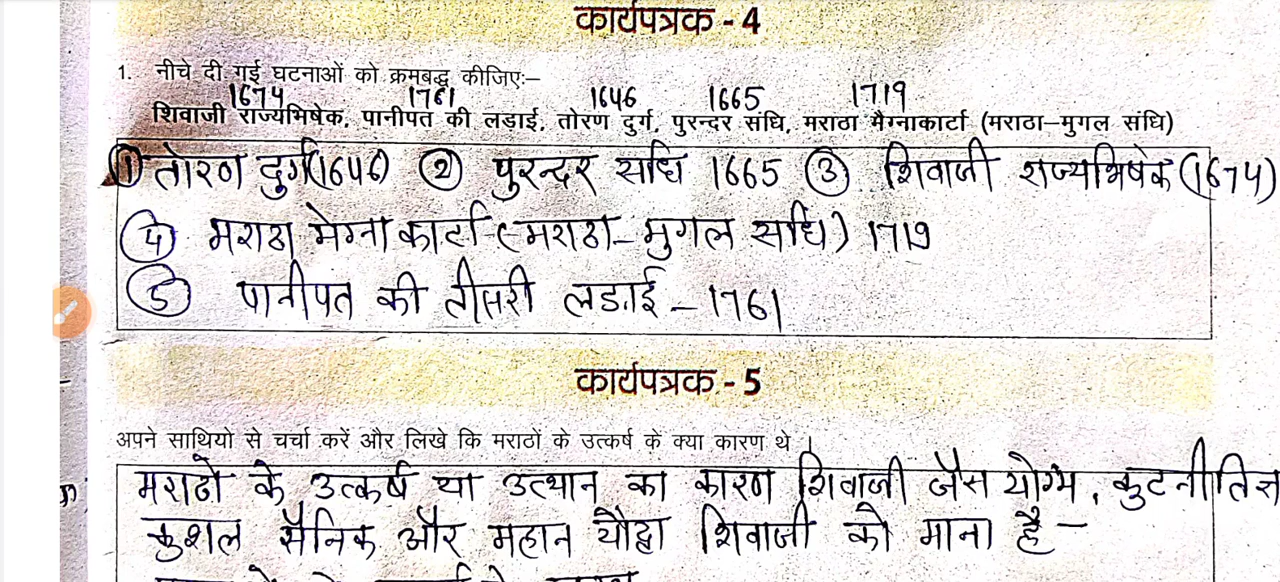 कार्यपत्रक - 4
1. नीचे दी गई घटनाओं को क्रमबद्ध कीजिए:–
1674 1761 1646 1665 1719
शिवाजी राज्यभिषेक, पानीपत की लड़ाई, तोरण दुर्ग, पुरन्दर संधि, मराठा मैग्नाकार्टा (मराठा–मुगल संधि)
① तोरण दुर्ग(1646) ② पुरन्दर सधि 1665 ③ शिवाजी राज्यभिषेक (1674)
④ मराठा मेग्नाकार्टा-(मराठा-मुगल सधि) 1719
⑤ पानीपत की तीसरी लडाई - 1761
कार्यपत्रक - 5
अपने साथियो से चर्चा करें और लिखे कि मराठों के उत्कर्ष के क्या कारण थे
मराठो के उत्कर्ष या उत्थान का कारण शिवाजी जैस योग्य, कुटनीतिज्ञ
कुशल सैनिक और महान यौद्वा शिवाजी को माना है -